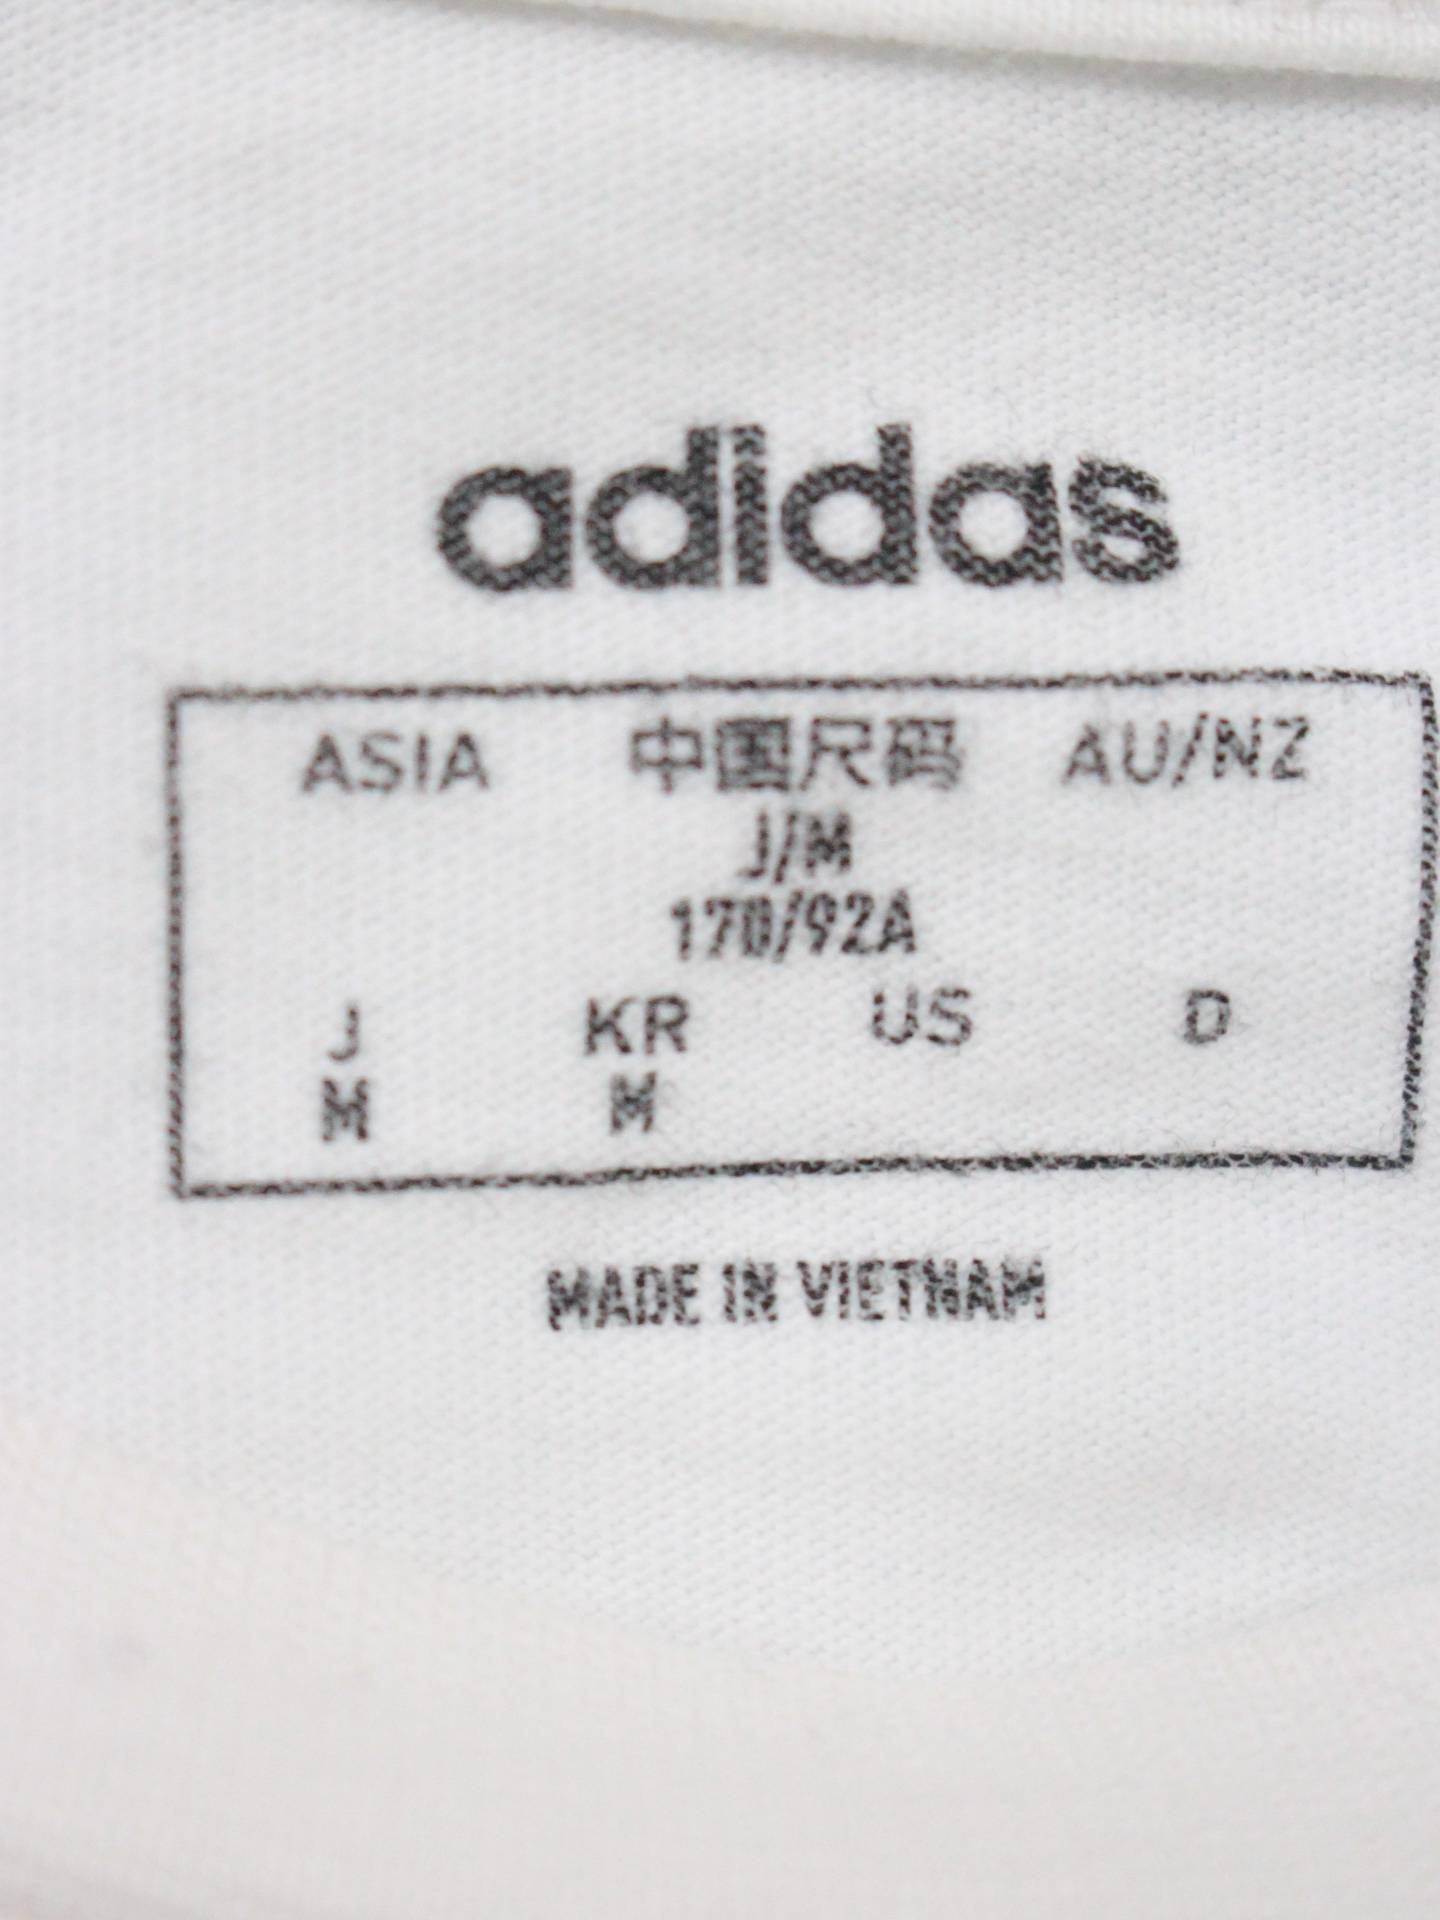 adidas
ASIA 中国尺码 AU/NZ
J/M
170/92A
J KR US D
M M
MADE IN VIETNAM